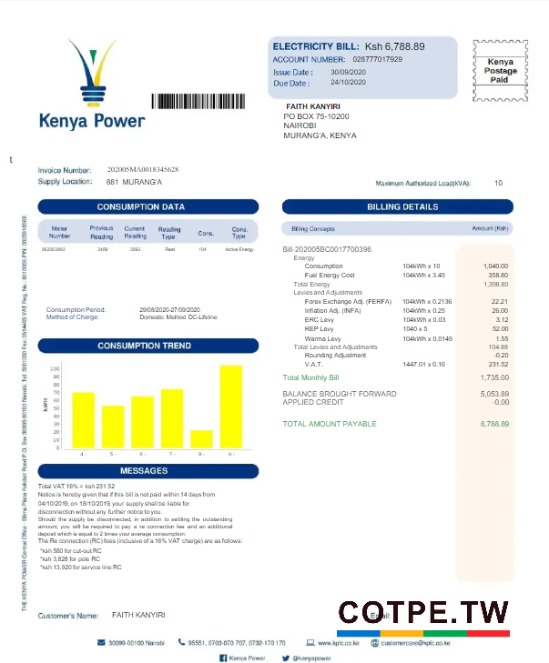 ELECTRICITY BILL: Ksh 6,788.89
ACCOUNT NUMBER: 028777017929
Issue Date : 30/09/2020
Due Date : 24/10/2020
Kenya
Postage
Paid
Kenya Power
FAITH KANYIRI
PO BOX 75-10200
NAIROBI
MURANG'A, KENYA
t
Invoice Number: 202005MA0018345628
Supply Location: 881 MURANG'A
Maximum Authorized Load(kVA): 10
CONSUMPTION DATA
Meter Number Previous Reading Current Reading Reading Type Cons. Cons. Type
Real 104 Active Energy
Consumption Period: 29/08/2020-27/09/2020
Method of Charge: Domestic Method DC-Lifeline
CONSUMPTION TREND
KWH
100
90
80
70
60
50
40
30
20
10
0
4 - 5 - 6 - 7 - 8 - 9 -
MESSAGES
Total VAT 16% = ksh 231.52
Notice is hereby given that if this bill is not paid within 14 days from
04/10/2019, on 18/10/2019, your supply shall be liable for
disconnection without any further notice to you.
Should the supply be disconnected, in addition to settling the outstanding
amount, you will be required to pay a re connection fee and an additional
deposit which is equal to 2 times your average consumption.
The Re connection (RC) fees (inclusive of a 16% VAT charge) are as follows:
*ksh 580 for cut-out RC
*ksh 3,828 for pole RC
*ksh 13,920 for service line RC
BILLING DETAILS
Billing Concepts Amount (Ksh)
Bill-202005BC0017700396
Energy
Consumption 104kWh x 10 1,040.00
Fuel Energy Cost 104kWh x 3.45 358.80
Total Energy 1,398.80
Levies and Adjustments
Forex Exchange Adj. (FERFA) 104kWh x 0.2136 22.21
Inflation Adj. (INFA) 104kWh x 0.25 26.00
ERC Levy 104kWh x 0.03 3.12
REP Levy 1040 x 5 52.00
Warma Levy 104kWh x 0.0149 1.55
Total Levies and Adjustments 104.88
Rounding Adjustment -0.20
V.A.T. 1447.01 x 0.16 231.52
Total Monthly Bill 1,735.00
BALANCE BROUGHT FORWARD 5,053.89
APPLIED CREDIT -0.00
TOTAL AMOUNT PAYABLE 6,788.89
Customer's Name: FAITH KANYIRI
Email:
COTPE.TW
30099-00100 Nairobi 95551, 0703-070 707, 0732-170 170 www.kplc.co.ke customercare@kplc.co.ke
Kenya Power @kenyapower